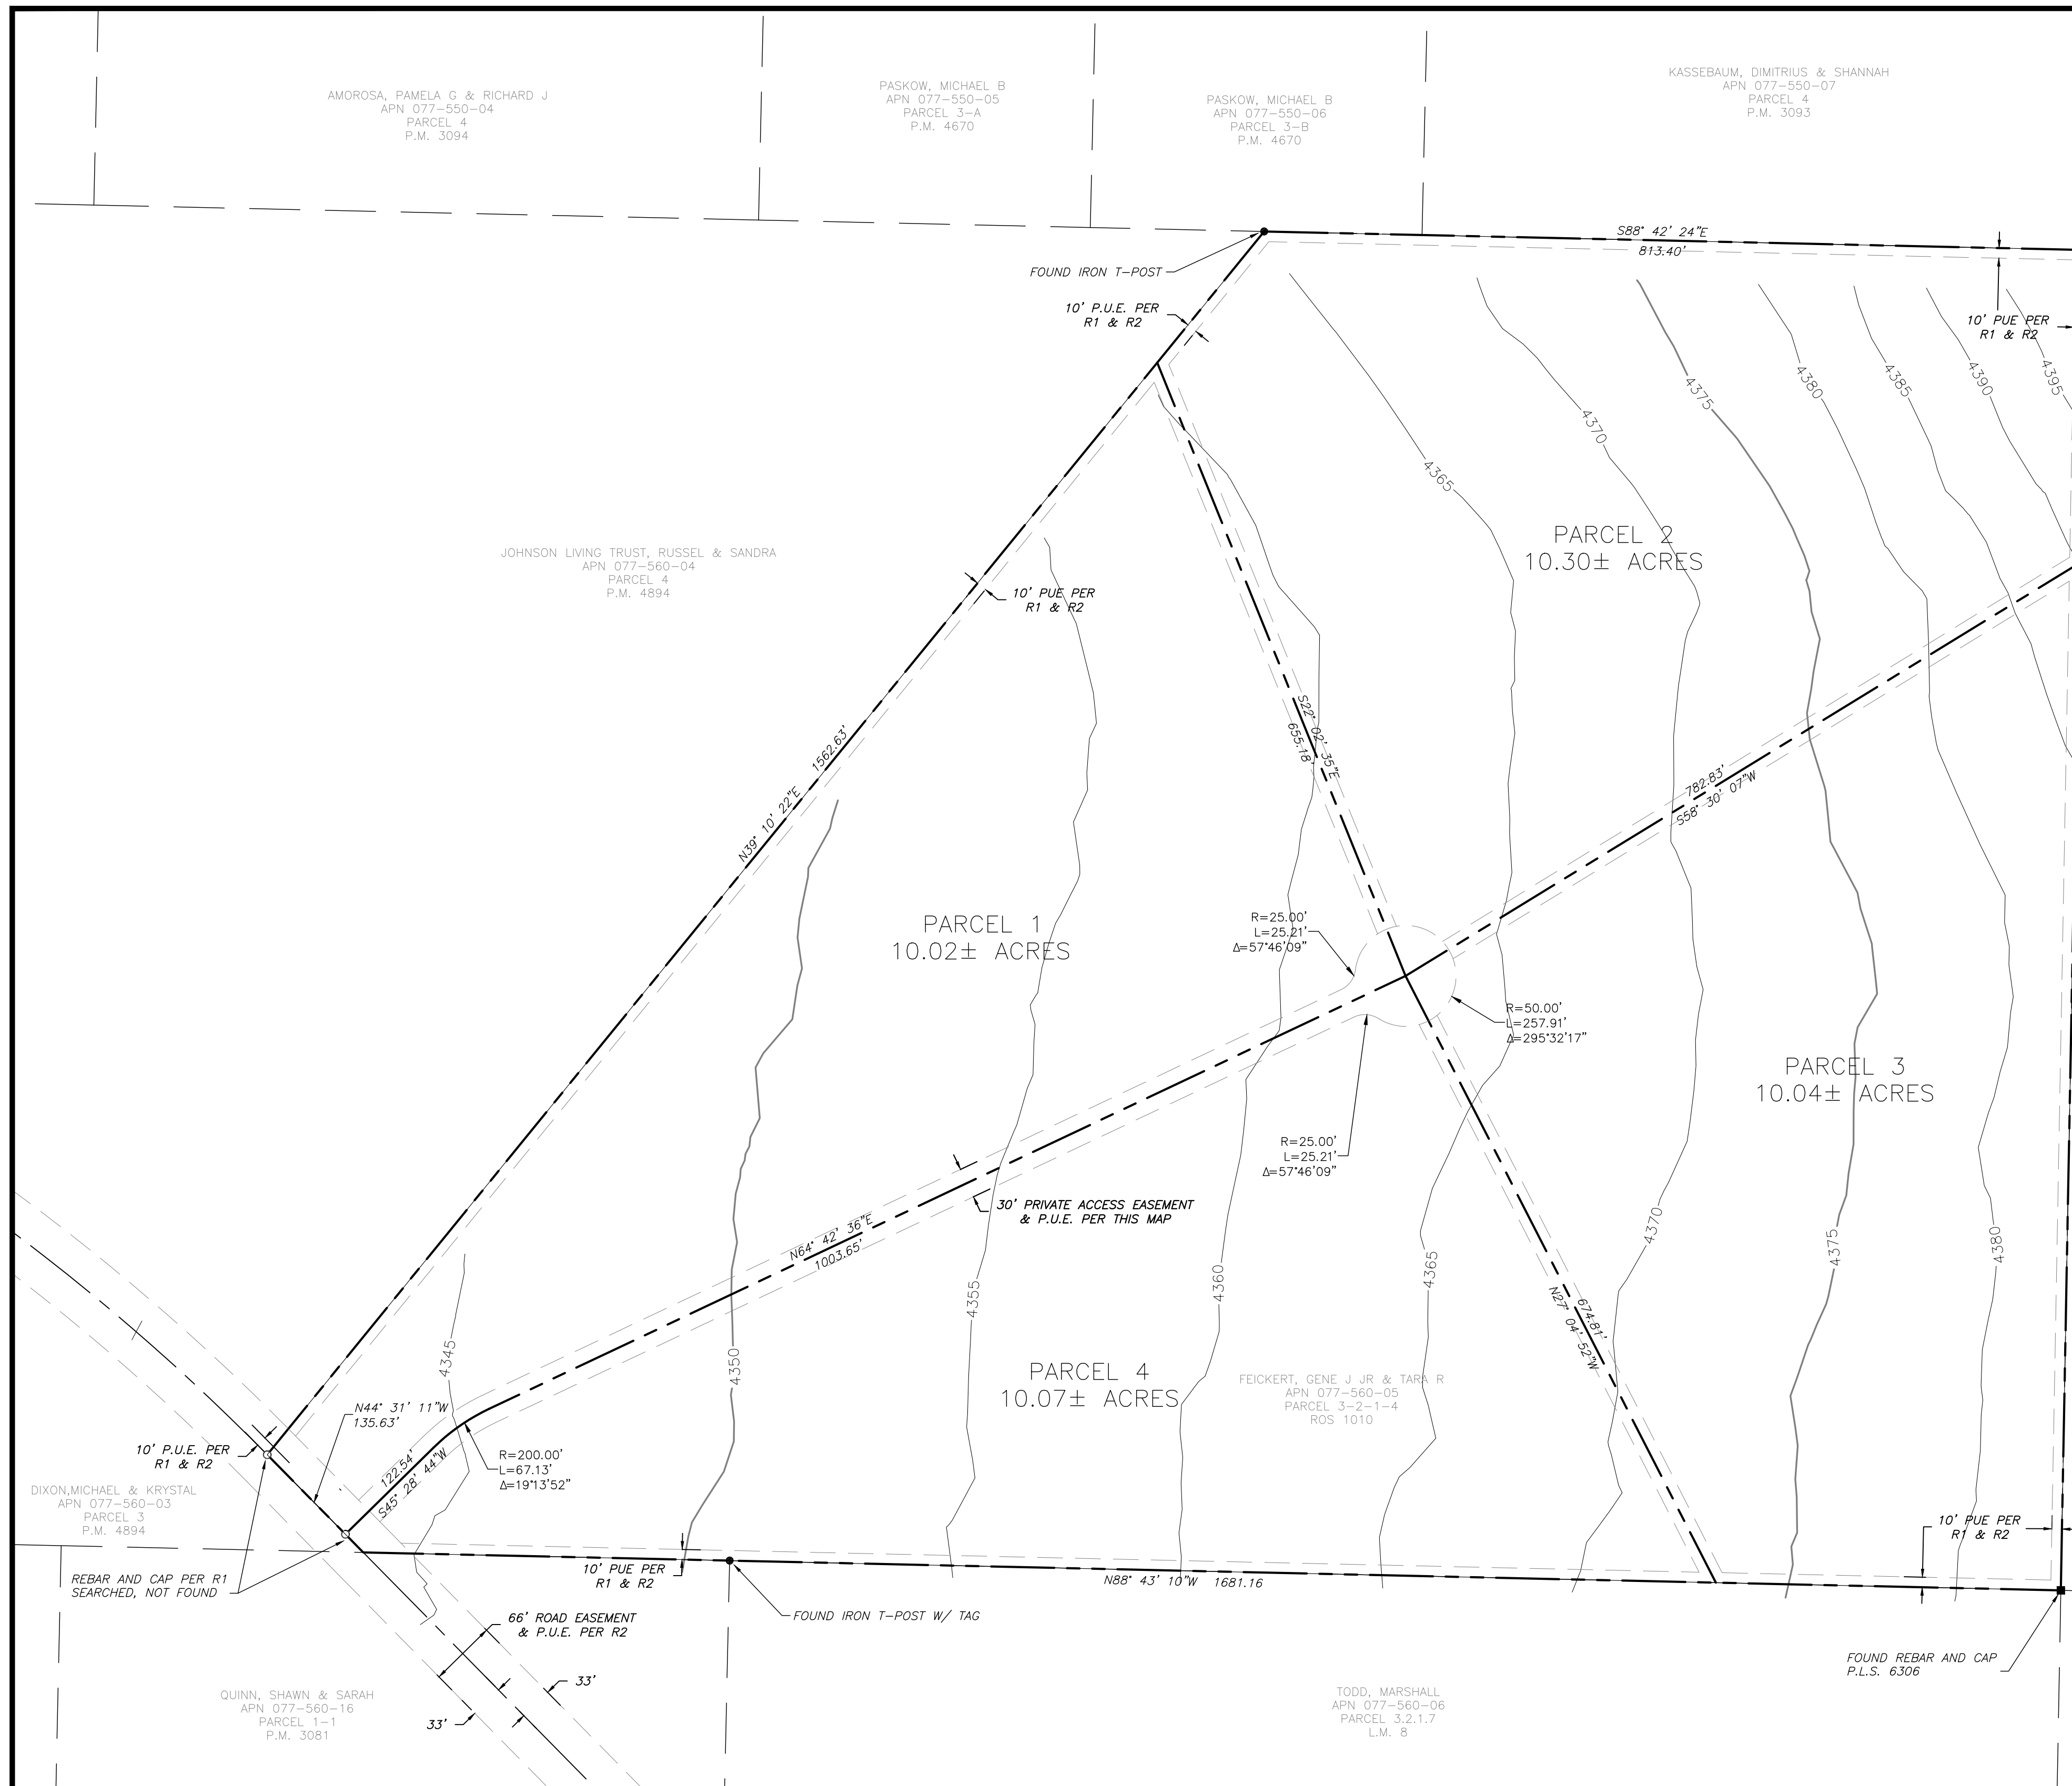 AMOROSA, PAMELA G & RICHARD J
APN 077-550-04
PARCEL 4
P.M. 3094
PASKOW, MICHAEL B
APN 077-550-05
PARCEL 3-A
P.M. 4670
PASKOW, MICHAEL B
APN 077-550-06
PARCEL 3-B
P.M. 4670
KASSEBAUM, DIMITRIUS & SHANNAH
APN 077-550-07
PARCEL 4
P.M. 3093
S88° 42' 24"E
813.40'
FOUND IRON T-POST
10' P.U.E. PER
R1 & R2
10' PUE PER
R1 & R2
4365
4370
4375
4380
4385
4390
4395
JOHNSON LIVING TRUST, RUSSEL & SANDRA
APN 077-560-04
PARCEL 4
P.M. 4894
10' PUE PER
R1 & R2
PARCEL 2
10.30± ACRES
S22° 02' 35"E
655.18'
N39° 10' 22"E 1562.63'
782.83'
S58° 30' 07"W
PARCEL 1
10.02± ACRES
R=25.00'
L=25.21'
Δ=57°46'09"
R=50.00'
L=257.91'
Δ=295°32'17"
PARCEL 3
10.04± ACRES
R=25.00'
L=25.21'
Δ=57°46'09"
30' PRIVATE ACCESS EASEMENT
& P.U.E. PER THIS MAP
N64° 42' 36"E
1003.65'
4345
4350
4355
4360
4365
4370
4375
4380
674.81'
N27° 04' 52"W
PARCEL 4
10.07± ACRES
FEICKERT, GENE J JR & TARA R
APN 077-560-05
PARCEL 3-2-1-4
ROS 1010
N44° 31' 11"W
135.63'
10' P.U.E. PER
R1 & R2
122.54'
S45° 28' 44"W
R=200.00'
L=67.13'
Δ=19°13'52"
DIXON,MICHAEL & KRYSTAL
APN 077-560-03
PARCEL 3
P.M. 4894
10' PUE PER
R1 & R2
REBAR AND CAP PER R1
SEARCHED, NOT FOUND
10' PUE PER
R1 & R2
N88° 43' 10"W 1681.16
FOUND IRON T-POST W/ TAG
66' ROAD EASEMENT
& P.U.E. PER R2
33'
33'
FOUND REBAR AND CAP
P.L.S. 6306
QUINN, SHAWN & SARAH
APN 077-560-16
PARCEL 1-1
P.M. 3081
TODD, MARSHALL
APN 077-560-06
PARCEL 3.2.1.7
L.M. 8